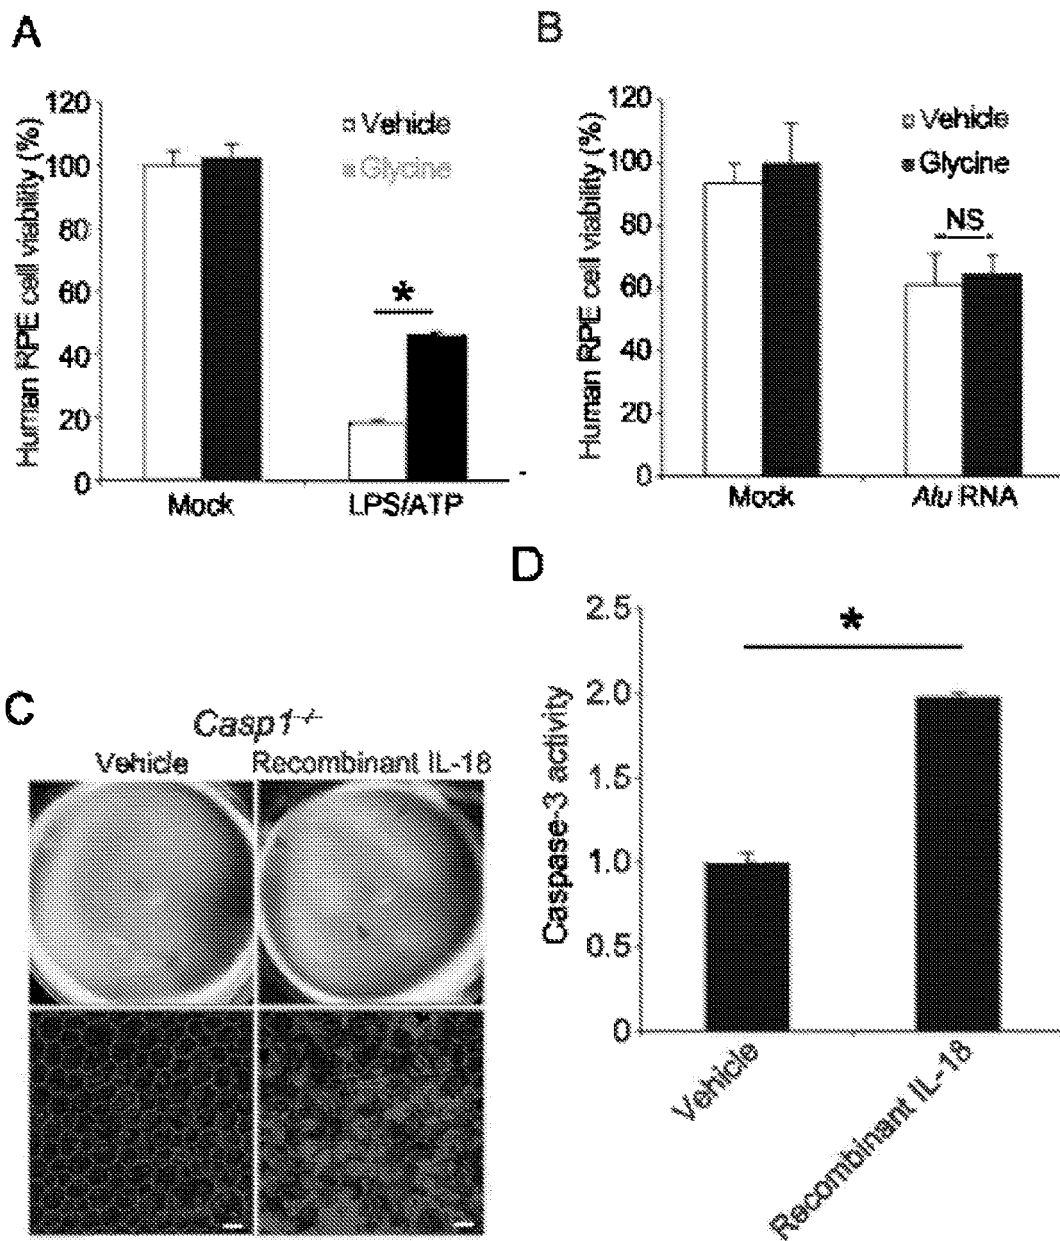 A
Human RPE cell viability (%)
120
100
80
60
40
20
0
Vehicle
Glycine
*
Mock
LPS/ATP
B
Human RPE cell viability (%)
120
100
80
60
40
20
0
Vehicle
Glycine
NS
Mock
Alu RNA
C
Casp1-/-
Vehicle
Recombinant IL-18
D
Caspase-3 activity
2.5
2.0
1.5
1.0
0.5
0
*
Vehicle
Recombinant IL-18